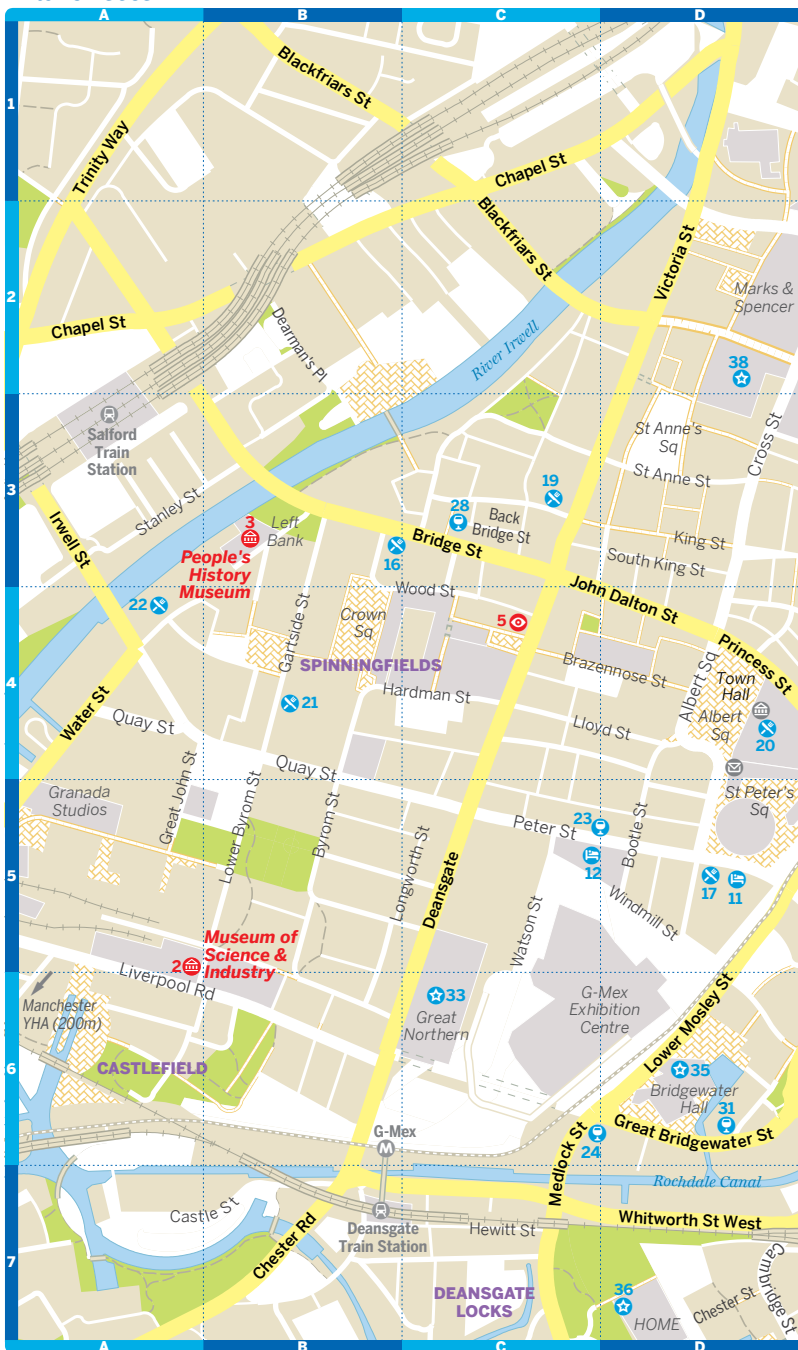 A B C D
1
Blackfriars St
Trinity Way
Chapel St
Blackfriars St
Victoria St
2
Marks &
Spencer
Chapel St
Dearman's Pl
River Irwell
38
Salford
Train
Station
St Anne's
Sq
Cross St
3
St Anne St
19
Stanley St
28
Back
Bridge St
3
Left
Bank
Irwell St
Bridge St
King St
16
South King St
People's
History
Museum
Wood St
John Dalton St
22
Gartside St
Crown
Sq
5
Princess St
Brazennose St
SPINNINGFIELDS
Albert Sq
Town
Hall
4
Hardman St
Water St
21
Lloyd St
Albert
Sq
20
Quay St
Quay St
Great John St
Granada
Studios
Lower Byrom St
Byrom St
St Peter's
Sq
Peter St
23
Bootle St
Longworth St
Deansgate
12
5
17
11
Watson St
Windmill St
Museum of
Science &
Industry
2
Liverpool Rd
33
Great
Northern
G-Mex
Exhibition
Centre
Lower Mosley St
Manchester
YHA (200m)
6
CASTLEFIELD
35
Bridgewater
Hall
31
G-Mex
M
24
Great Bridgewater St
Medlock St
Rochdale Canal
Castle St
Chester Rd
Deansgate
Train Station
Hewitt St
Whitworth St West
7
Cambridge St
DEANSGATE
LOCKS
36
HOME
Chester St
A B C D